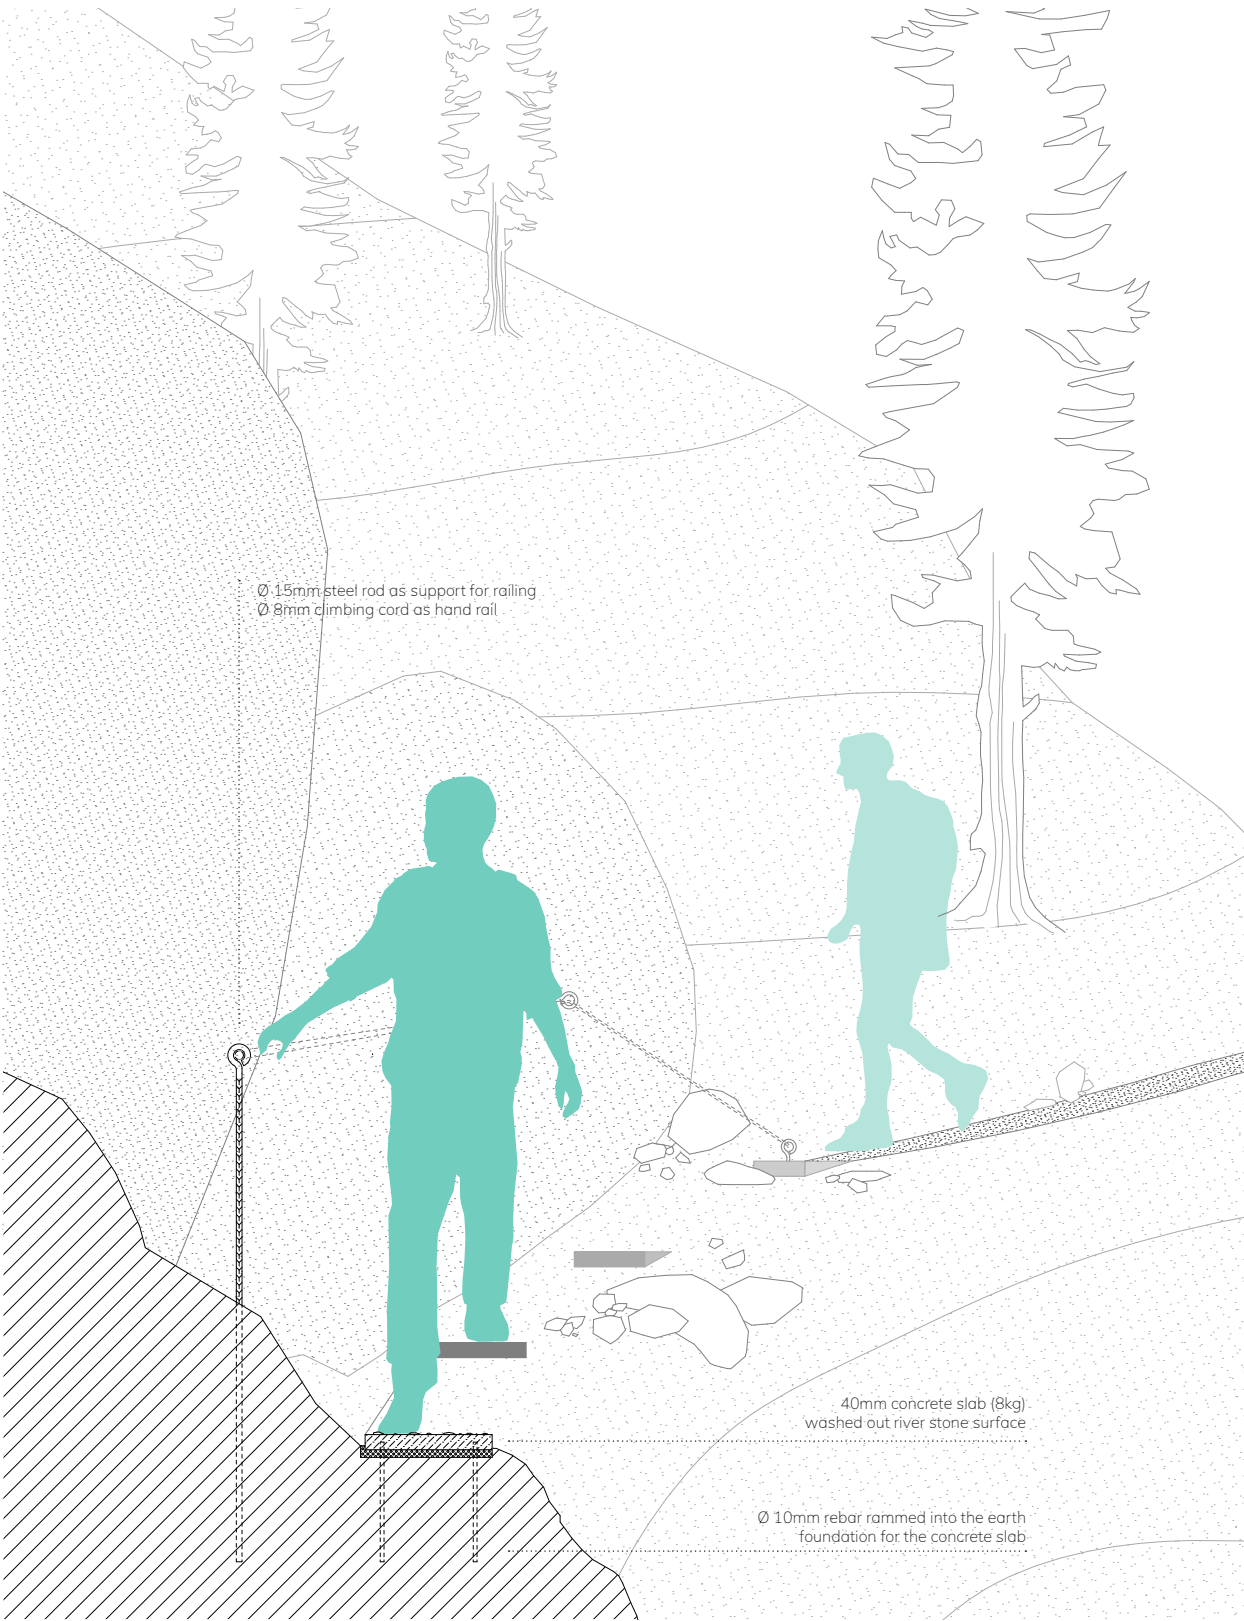 Ø 15mm steel rod as support for railing
Ø 8mm climbing cord as hand rail
40mm concrete slab (8kg)
washed out river stone surface
Ø 10mm rebar rammed into the earth
foundation for the concrete slab